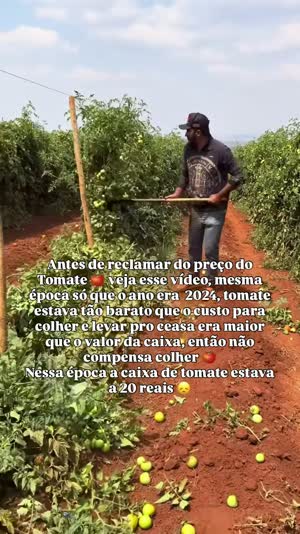 Antes de reclamar do preço do
Tomate 🍅 veja esse vídeo, mesma
época só que o ano era 2024, tomate
estava tão barato que o custo para
colher e levar pro ceasa era maior
que o valor da caixa, então não
compensa colher 🍅
Nessa época a caixa de tomate estava
a 20 reais 🫠